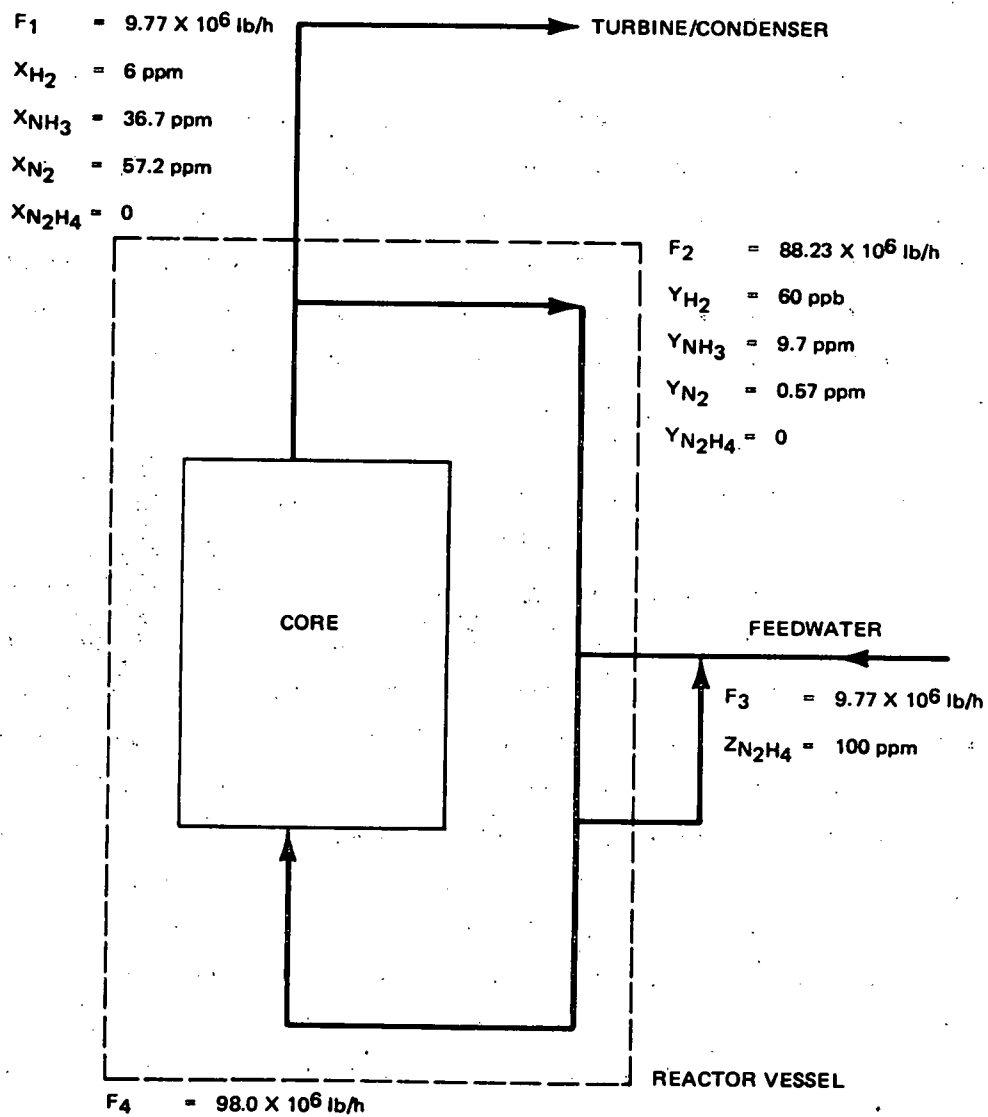 F1 = 9.77 X 10^6 lb/h
XH2 = 6 ppm
XNH3 = 36.7 ppm
XN2 = 57.2 ppm
XN2H4 = 0
TURBINE/CONDENSER
F2 = 88.23 X 10^6 lb/h
YH2 = 60 ppb
YNH3 = 9.7 ppm
YN2 = 0.57 ppm
YN2H4 = 0
CORE
FEEDWATER
F3 = 9.77 X 10^6 lb/h
ZN2H4 = 100 ppm
REACTOR VESSEL
F4 = 98.0 X 10^6 lb/h